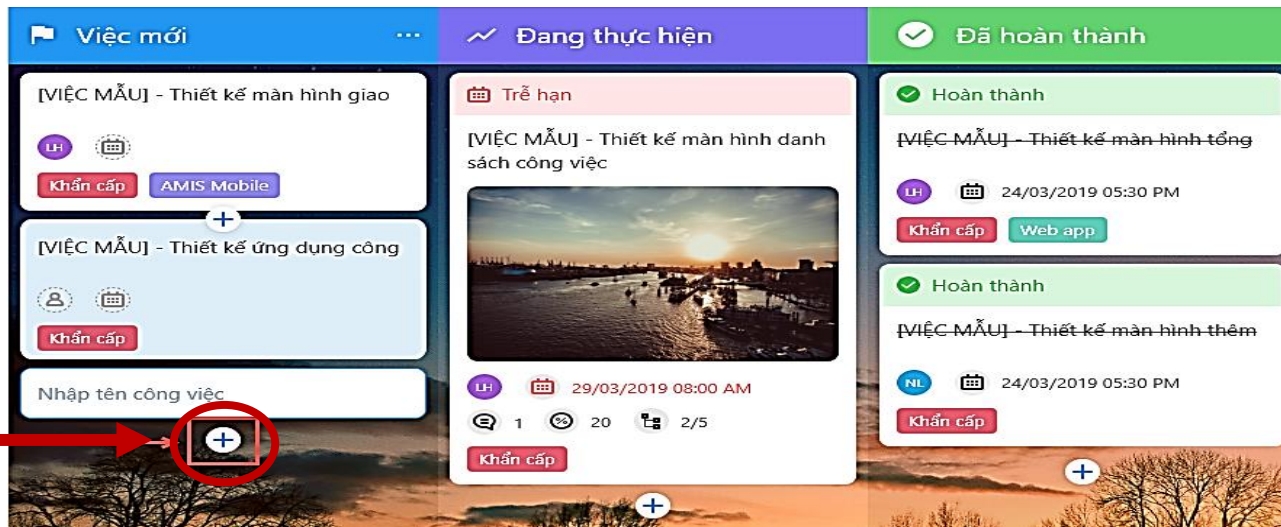 Việc mới
[VIỆC MẪU] - Thiết kế màn hình giao
LH
Khẩn cấp AMIS Mobile
[VIỆC MẪU] - Thiết kế ứng dụng công
Khẩn cấp
Nhập tên công việc
Đang thực hiện
Trễ hạn
[VIỆC MẪU] - Thiết kế màn hình danh
sách công việc
LH 29/03/2019 08:00 AM
1 20 2/5
Khẩn cấp
Đã hoàn thành
Hoàn thành
[VIỆC MẪU] - Thiết kế màn hình tổng
LH 24/03/2019 05:30 PM
Khẩn cấp Web app
Hoàn thành
[VIỆC MẪU] - Thiết kế màn hình thêm
NL 24/03/2019 05:30 PM
Khẩn cấp